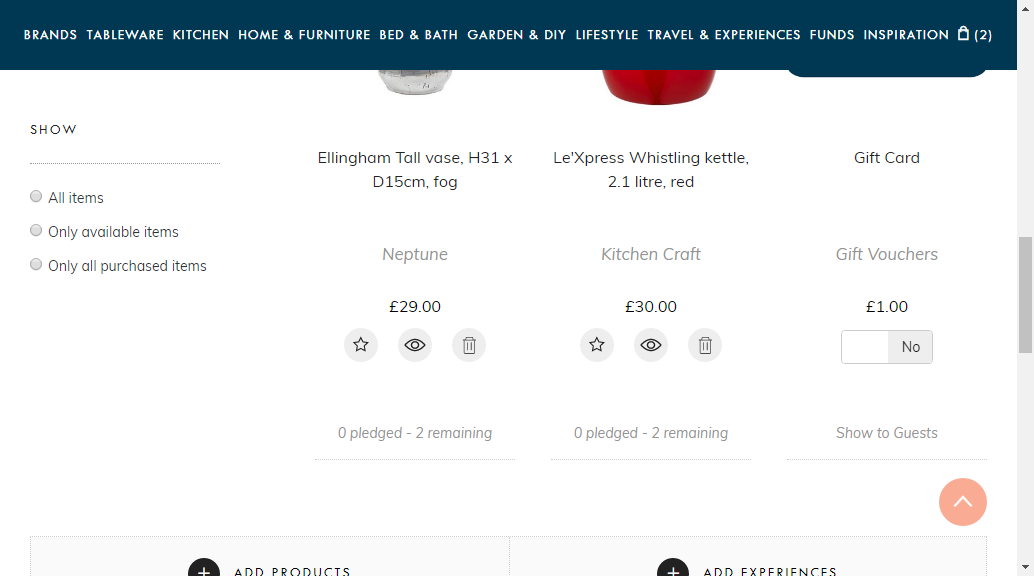 BRANDS TABLEWARE KITCHEN HOME & FURNITURE BED & BATH GARDEN & DIY LIFESTYLE TRAVEL & EXPERIENCES FUNDS INSPIRATION (2)
SHOW
All items
Only available items
Only all purchased items
Ellingham Tall vase, H31 x
D15cm, fog
Neptune
£29.00
0 pledged - 2 remaining
Le'Xpress Whistling kettle,
2.1 litre, red
Kitchen Craft
£30.00
0 pledged - 2 remaining
Gift Card
Gift Vouchers
£1.00
No
Show to Guests
ADD PRODUCTS
ADD EXPERIENCES